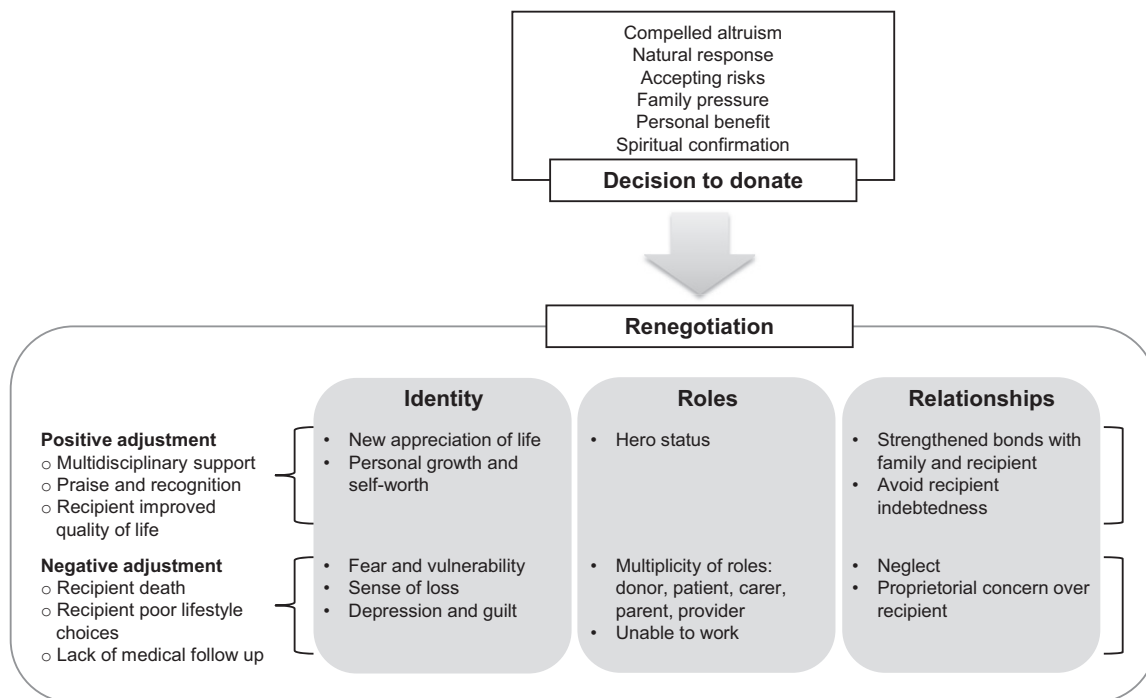 Compelled altruism
Natural response
Accepting risks
Family pressure
Personal benefit
Spiritual confirmation
Decision to donate
Renegotiation
Identity
Roles
Relationships
Positive adjustment
○ Multidisciplinary support
○ Praise and recognition
○ Recipient improved
quality of life
• New appreciation of life
• Personal growth and
self-worth
• Hero status
• Strengthened bonds with
family and recipient
• Avoid recipient
indebtedness
Negative adjustment
○ Recipient death
○ Recipient poor lifestyle
choices
○ Lack of medical follow up
• Fear and vulnerability
• Sense of loss
• Depression and guilt
• Multiplicity of roles:
donor, patient, carer,
parent, provider
• Unable to work
• Neglect
• Proprietorial concern over
recipient